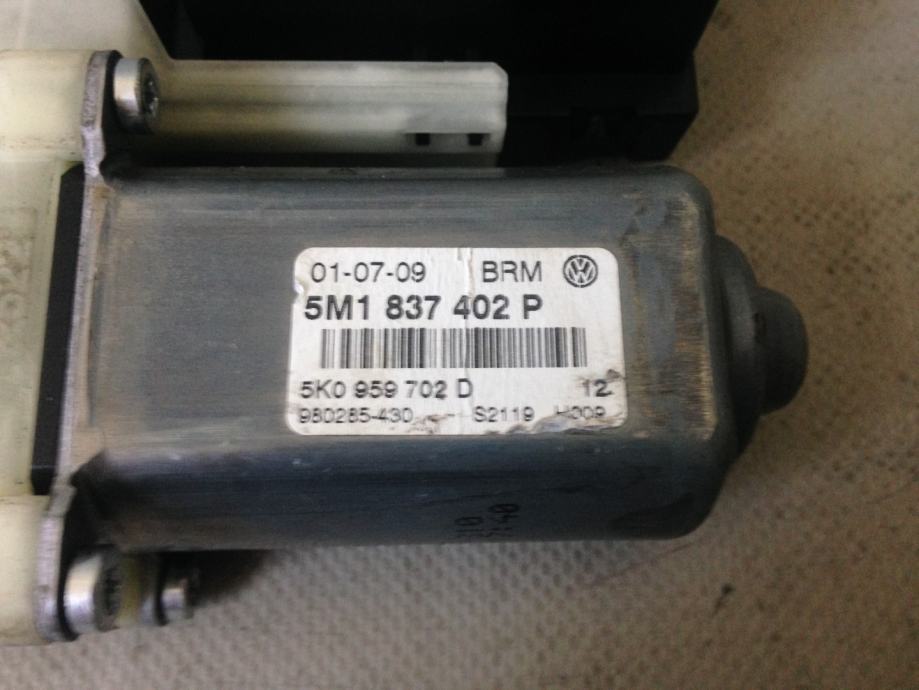 01-07-09 BRM
5M1 837 402 P
5K0 959 702 D 12
980285-430 S2119 H009